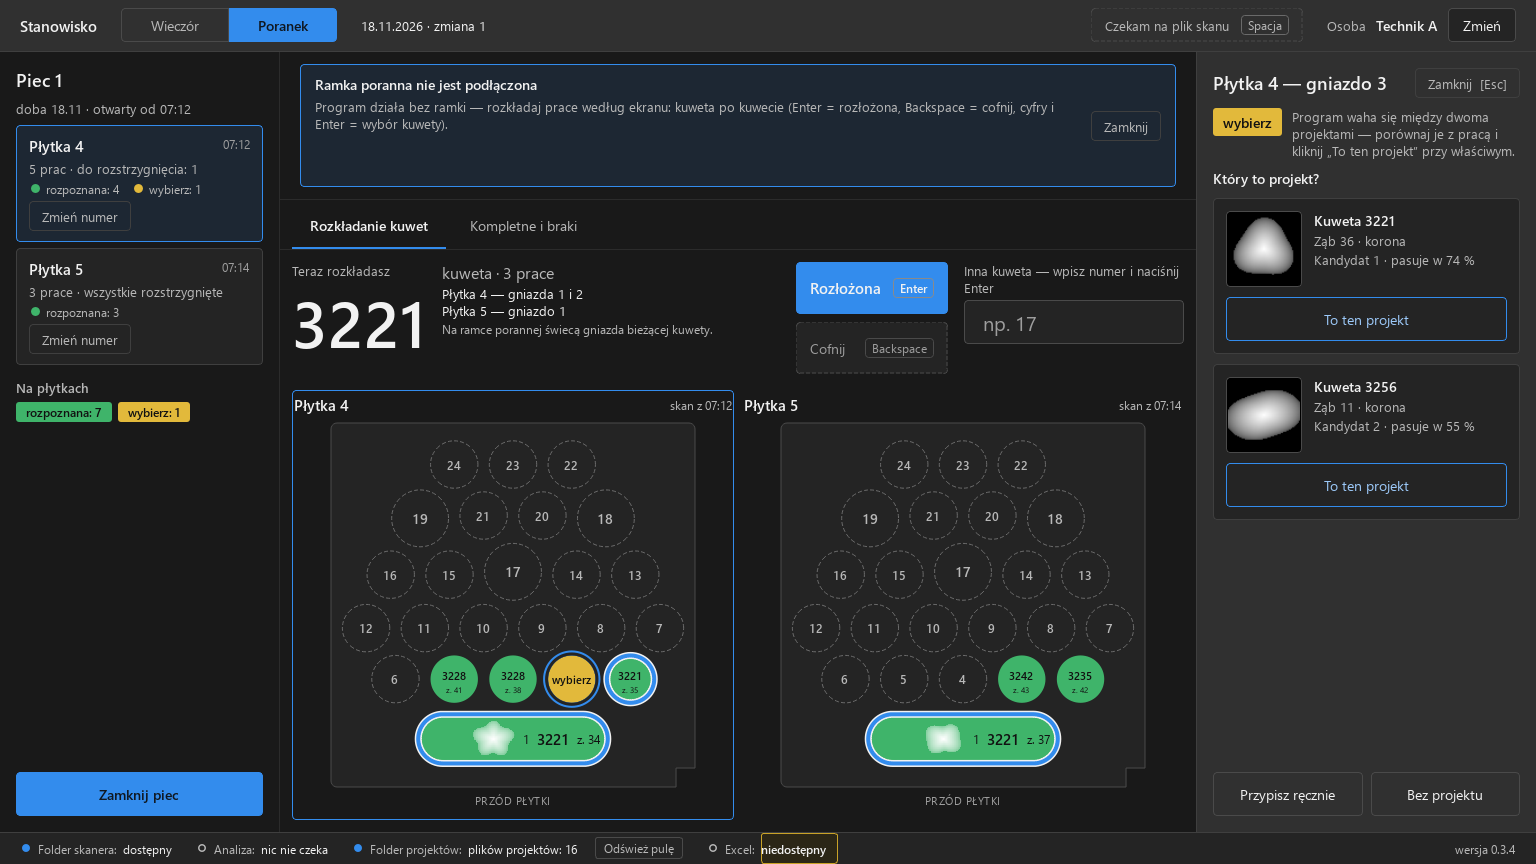 Stanowisko
Wieczór
Poranek
18.11.2026 · zmiana 1
Czekam na plik skanu
Spacja
Osoba
Technik A
Zmień
Piec 1
doba 18.11 · otwarty od 07:12
Płytka 4
07:12
5 prac · do rozstrzygnięcia: 1
rozpoznana: 4
wybierz: 1
Zmień numer
Płytka 5
07:14
3 prace · wszystkie rozstrzygnięte
rozpoznana: 3
Zmień numer
Na płytkach
rozpoznana: 7
wybierz: 1
Zamknij piec
Ramka poranna nie jest podłączona
Program działa bez ramki — rozkładaj prace według ekranu: kuweta po kuwecie (Enter = rozłożona, Backspace = cofnij, cyfry i
Enter = wybór kuwety).
Zamknij
Rozkładanie kuwet
Kompletne i braki
Teraz rozkładasz
3221
kuweta · 3 prace
Płytka 4 — gniazda 1 i 2
Płytka 5 — gniazdo 1
Na ramce porannej świecą gniazda bieżącej kuwety.
Rozłożona
Enter
Cofnij
Backspace
Inna kuweta — wpisz numer i naciśnij
Enter
np. 17
Płytka 4
skan z 07:12
24
23
22
19
21
20
18
16
15
17
14
13
12
11
10
9
8
7
6
3228
z. 41
3228
z. 38
wybierz
3221
z. 35
1
3221
z. 34
PRZÓD PŁYTKI
Płytka 5
skan z 07:14
24
23
22
19
21
20
18
16
15
17
14
13
12
11
10
9
8
7
6
5
4
3242
z. 43
3235
z. 42
1
3221
z. 37
PRZÓD PŁYTKI
Płytka 4 — gniazdo 3
Zamknij [Esc]
wybierz
Program waha się między dwoma
projektami — porównaj je z pracą i
kliknij „To ten projekt” przy właściwym.
Który to projekt?
Kuweta 3221
Ząb 36 · korona
Kandydat 1 · pasuje w 74 %
To ten projekt
Kuweta 3256
Ząb 11 · korona
Kandydat 2 · pasuje w 55 %
To ten projekt
Przypisz ręcznie
Bez projektu
Folder skanera: dostępny
Analiza: nic nie czeka
Folder projektów: plików projektów: 16
Odśwież pulę
Excel: niedostępny
wersja 0.3.4